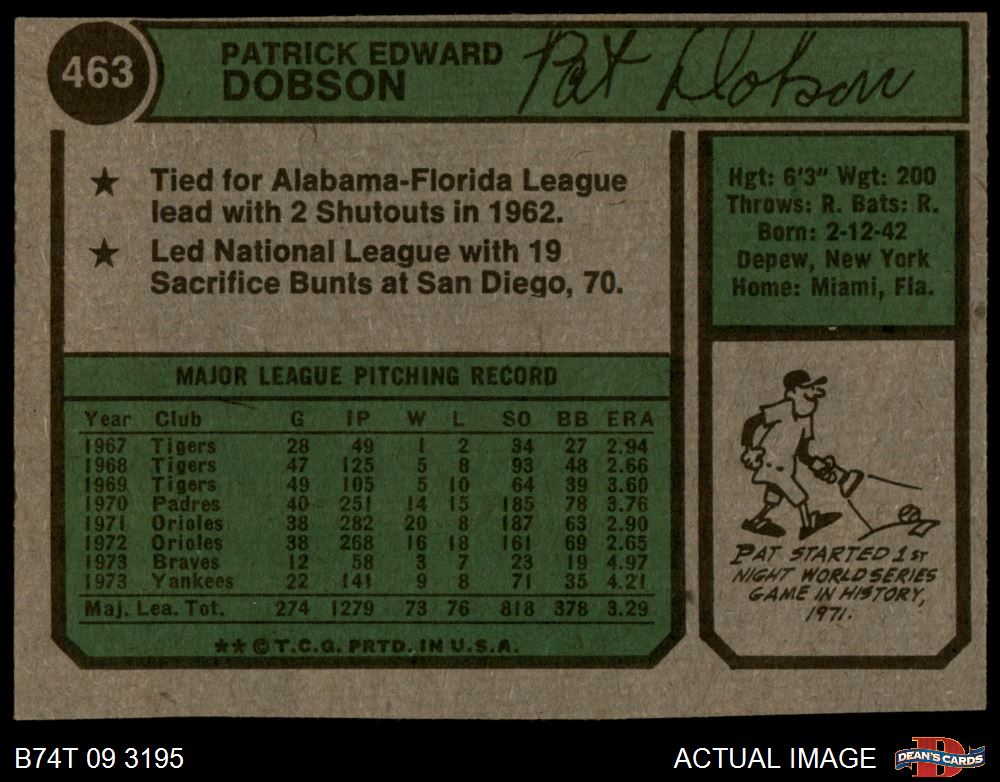 463
PATRICK EDWARD
DOBSON
Pat Dobson
★ Tied for Alabama-Florida League
lead with 2 Shutouts in 1962.
★ Led National League with 19
Sacrifice Bunts at San Diego, 70.
Hgt: 6'3" Wgt: 200
Throws: R. Bats: R.
Born: 2-12-42
Depew, New York
Home: Miami, Fla.
MAJOR LEAGUE PITCHING RECORD
Year Club G IP W L SO BB ERA
1967 Tigers 28 49 1 2 34 27 2.94
1968 Tigers 47 125 5 8 93 48 2.66
1969 Tigers 49 105 5 10 64 39 3.60
1970 Padres 40 251 14 15 185 78 3.76
1971 Orioles 38 282 20 8 187 63 2.90
1972 Orioles 38 268 16 18 161 69 2.65
1973 Braves 12 58 3 7 23 19 4.97
1973 Yankees 22 141 9 8 71 35 4.21
Maj. Lea. Tot. 274 1279 73 76 818 378 3.29
** © T.C.G. PRTD. IN U.S.A.
PAT STARTED 1ST
NIGHT WORLD SERIES
GAME IN HISTORY,
1971.
B74T 09 3195
ACTUAL IMAGE
D
DEAN'S CARDS